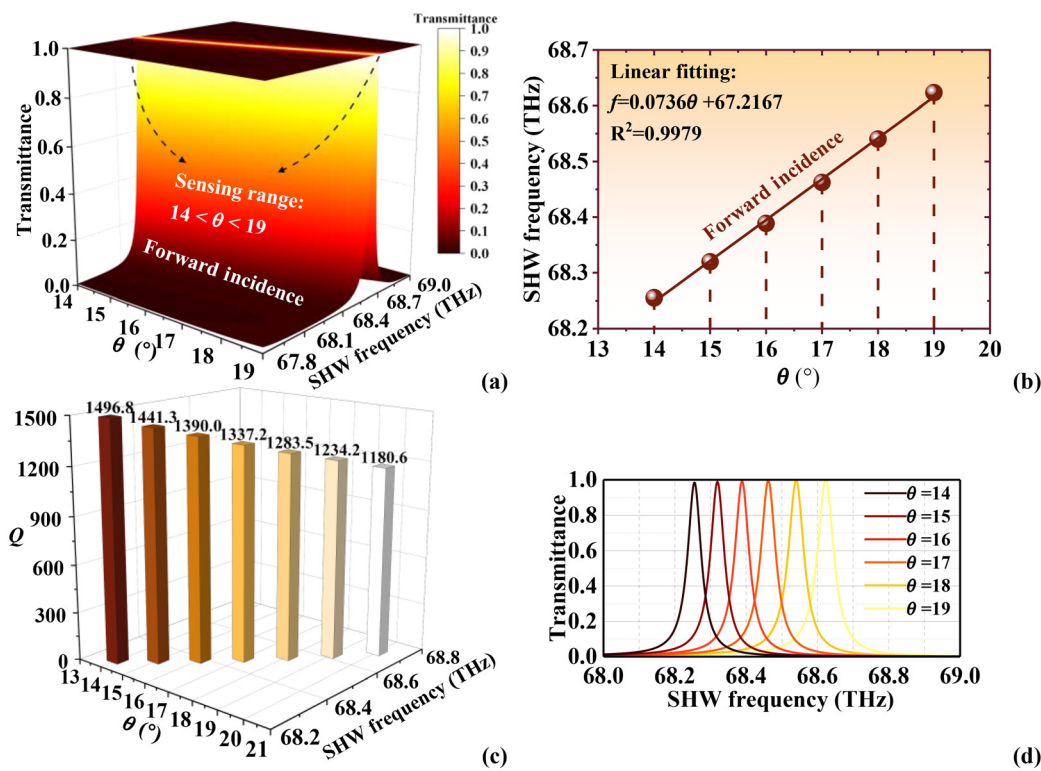 Transmittance
1.0
0.9
0.8
0.7
0.6
0.5
0.4
0.3
0.2
0.1
0.0
1.0
0.8
0.6
0.4
0.2
0.0
Transmittance
Sensing range:
14 < θ < 19
Forward incidence
14
15
16
17
18
19
θ (°)
67.8
68.1
68.4
68.7
69.0
SHW frequency (THz)
(a)
68.7
68.6
68.5
68.4
68.3
68.2
SHW frequency (THz)
Linear fitting:
f=0.0736θ +67.2167
R²=0.9979
Forward incidence
13 14 15 16 17 18 19 20
θ (°)
(b)
1500
1200
900
600
300
0
Q
1496.8
1441.3
1390.0
1337.2
1283.5
1234.2
1180.6
13
14
15
16
17
18
19
20
21
θ (°)
68.2
68.4
68.6
68.8
SHW frequency (THz)
(c)
1.0
0.8
0.6
0.4
0.2
0.0
Transmittance
θ =14
θ =15
θ =16
θ =17
θ =18
θ =19
68.0 68.2 68.4 68.6 68.8 69.0
SHW frequency (THz)
(d)